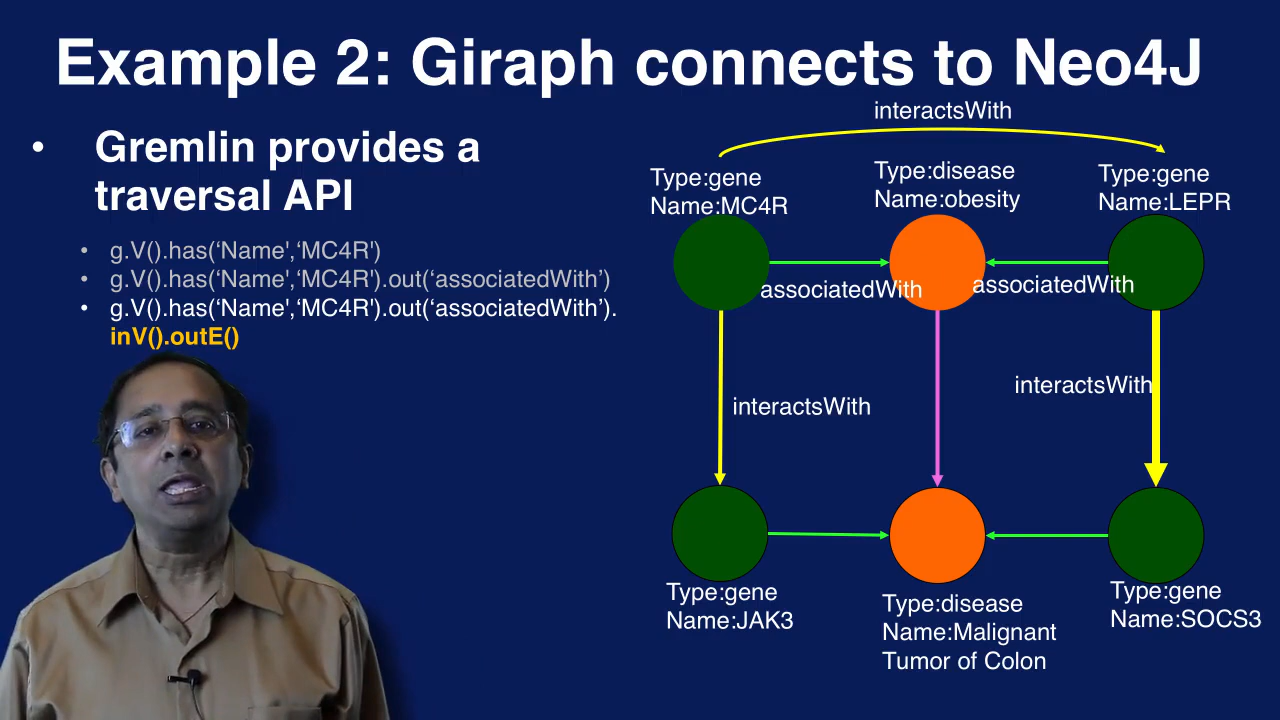 Example 2: Giraph connects to Neo4J
• Gremlin provides a
traversal API
• g.V().has(‘Name',‘MC4R')
• g.V().has(‘Name',‘MC4R').out(‘associatedWith’)
• g.V().has(‘Name',‘MC4R').out(‘associatedWith’).
inV().outE()
interactsWith
Type:gene
Name:MC4R
Type:disease
Name:obesity
Type:gene
Name:LEPR
associatedWith
associatedWith
interactsWith
interactsWith
Type:gene
Name:JAK3
Type:disease
Name:Malignant
Tumor of Colon
Type:gene
Name:SOCS3